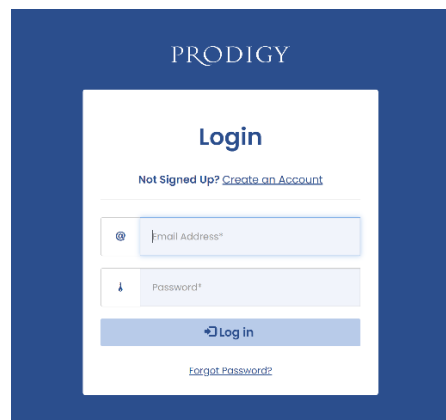 PRODIGY
Login
Not Signed Up? Create an Account
@
Email Address*
Password*
Log in
Forgot Password?